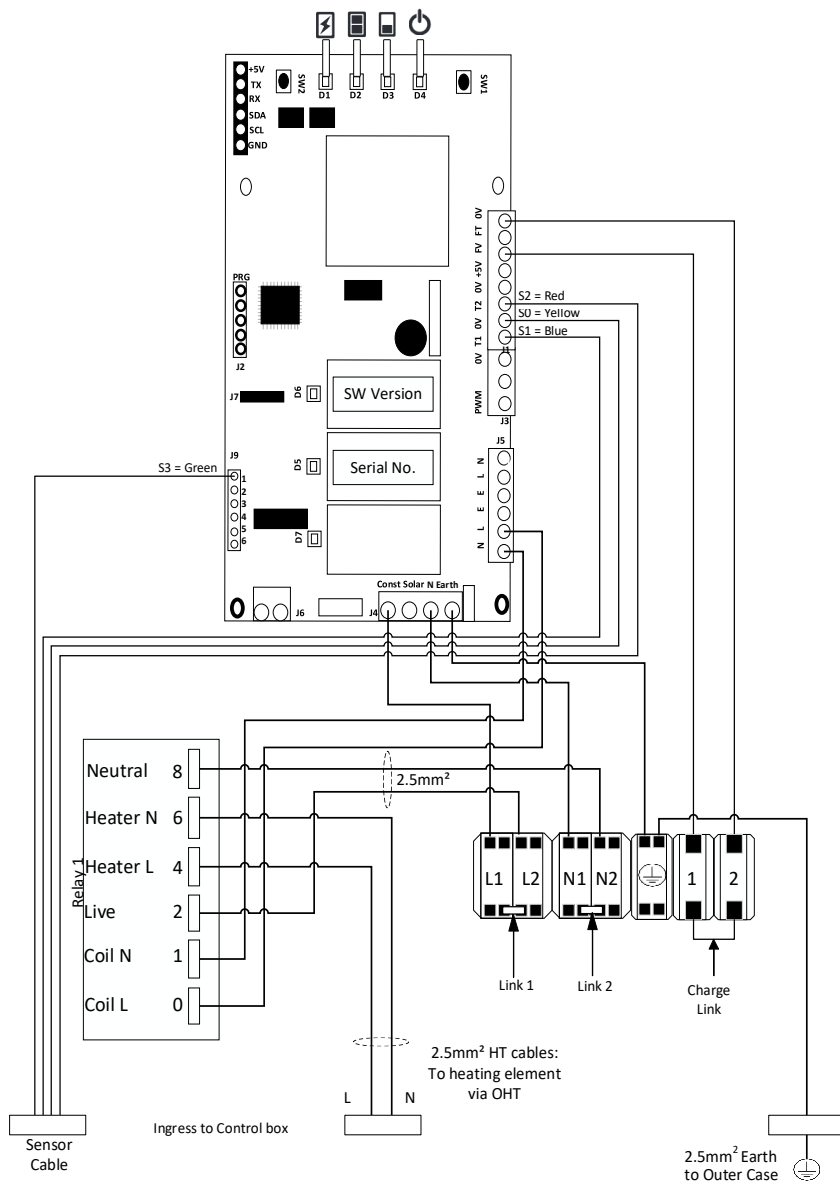 D1 D2 D3 D4
SW2
SW1
+5V
TX
RX
SDA
SCL
GND
0V
FT
FV
+5V
0V
T2
0V
T1
S2 = Red
S0 = Yellow
S1 = Blue
J1
0V
PWM
J3
PRG
J2
J7
D6
SW Version
D5
Serial No.
D7
J5
N
L
E
E
L
N
S3 = Green
J9
1
2
3
4
5
6
Const Solar N Earth
J6
J4
Relay 1
Neutral 8
Heater N 6
Heater L 4
Live 2
Coil N 1
Coil L 0
2.5mm²
L1 L2 N1 N2 1 2
Link 1
Link 2
Charge
Link
2.5mm² HT cables:
To heating element
via OHT
L N
Ingress to Control box
Sensor
Cable
2.5mm² Earth
to Outer Case